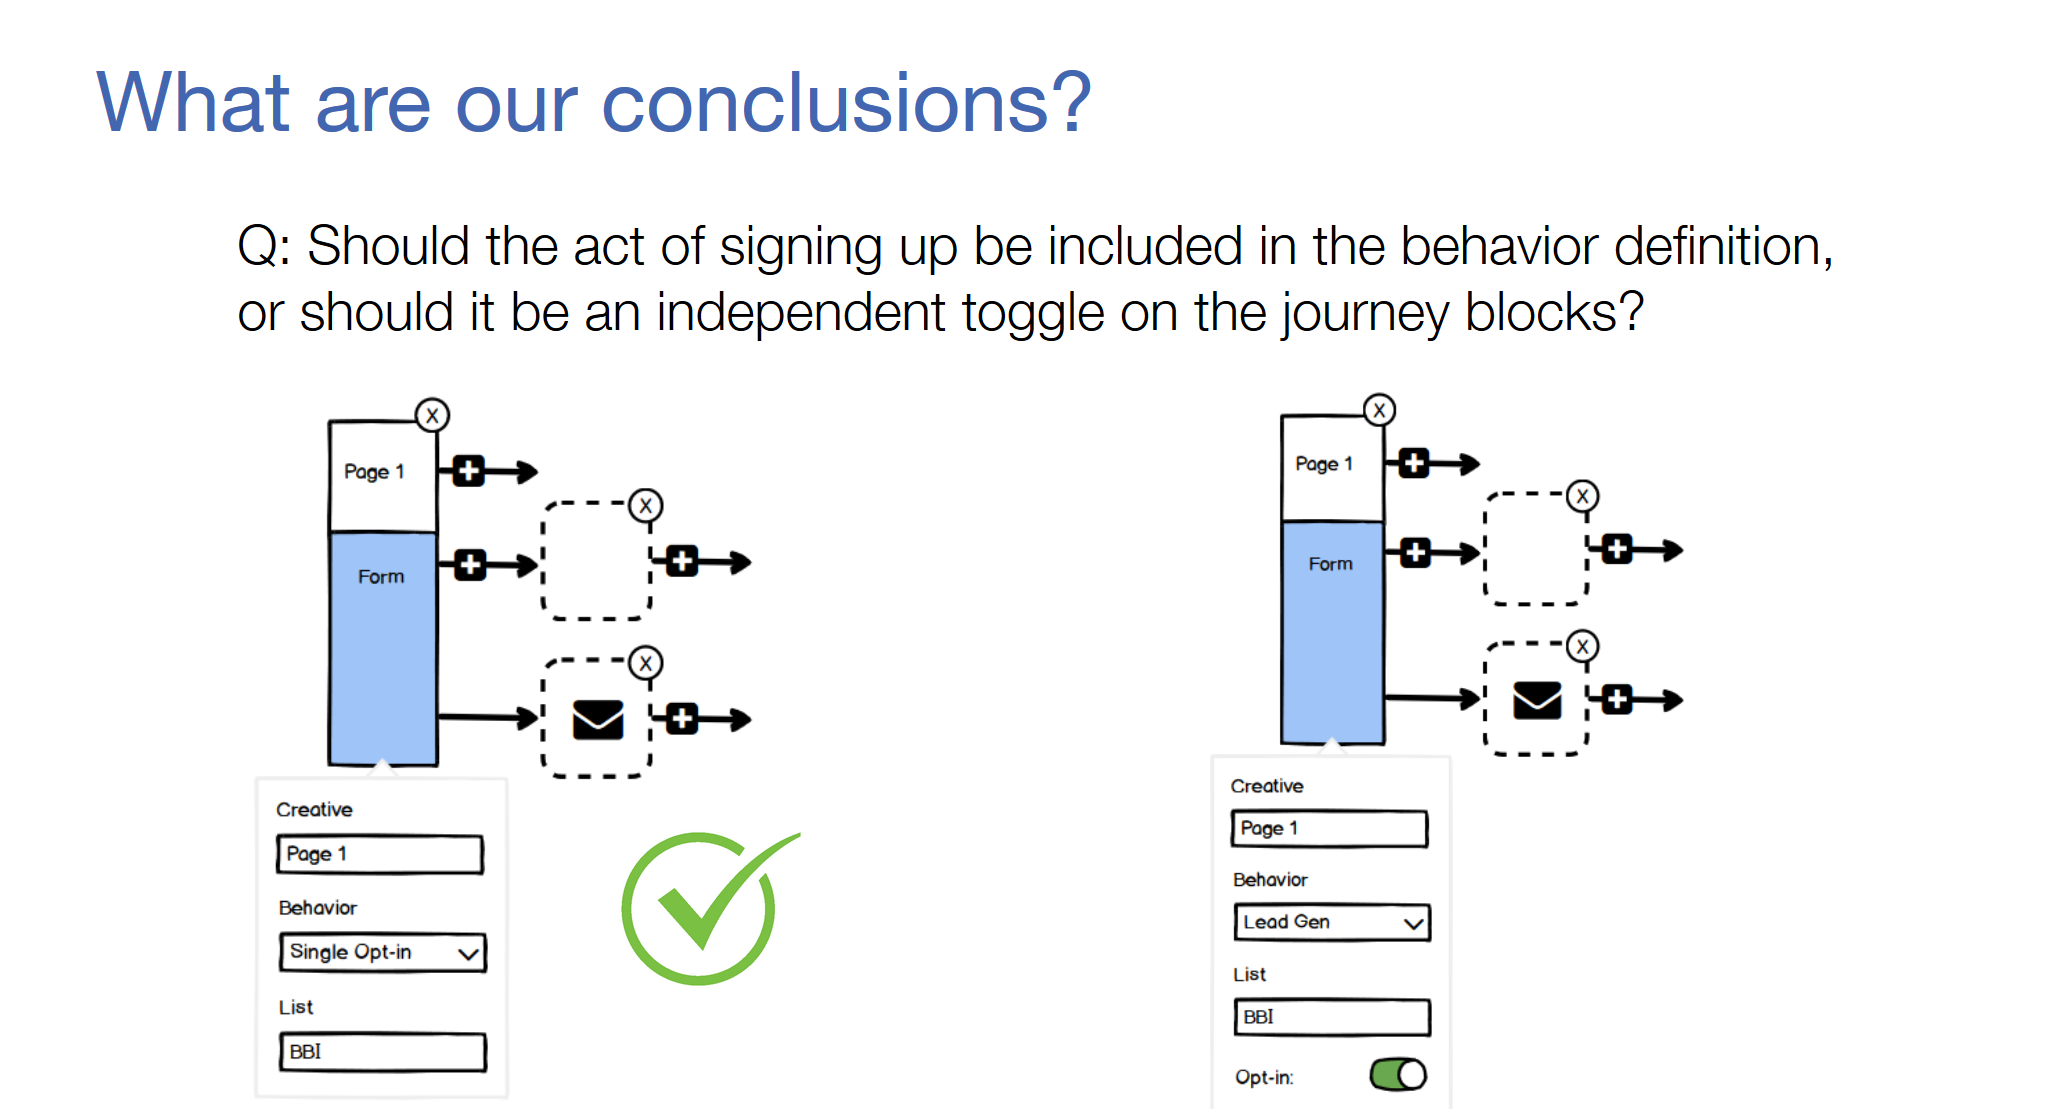 What are our conclusions?
Q: Should the act of signing up be included in the behavior definition,
or should it be an independent toggle on the journey blocks?
X
Page 1
X
Form
X
Creative
Page 1
Behavior
Single Opt-in
List
BBI
X
Page 1
X
Form
X
Creative
Page 1
Behavior
Lead Gen
List
BBI
Opt-in: